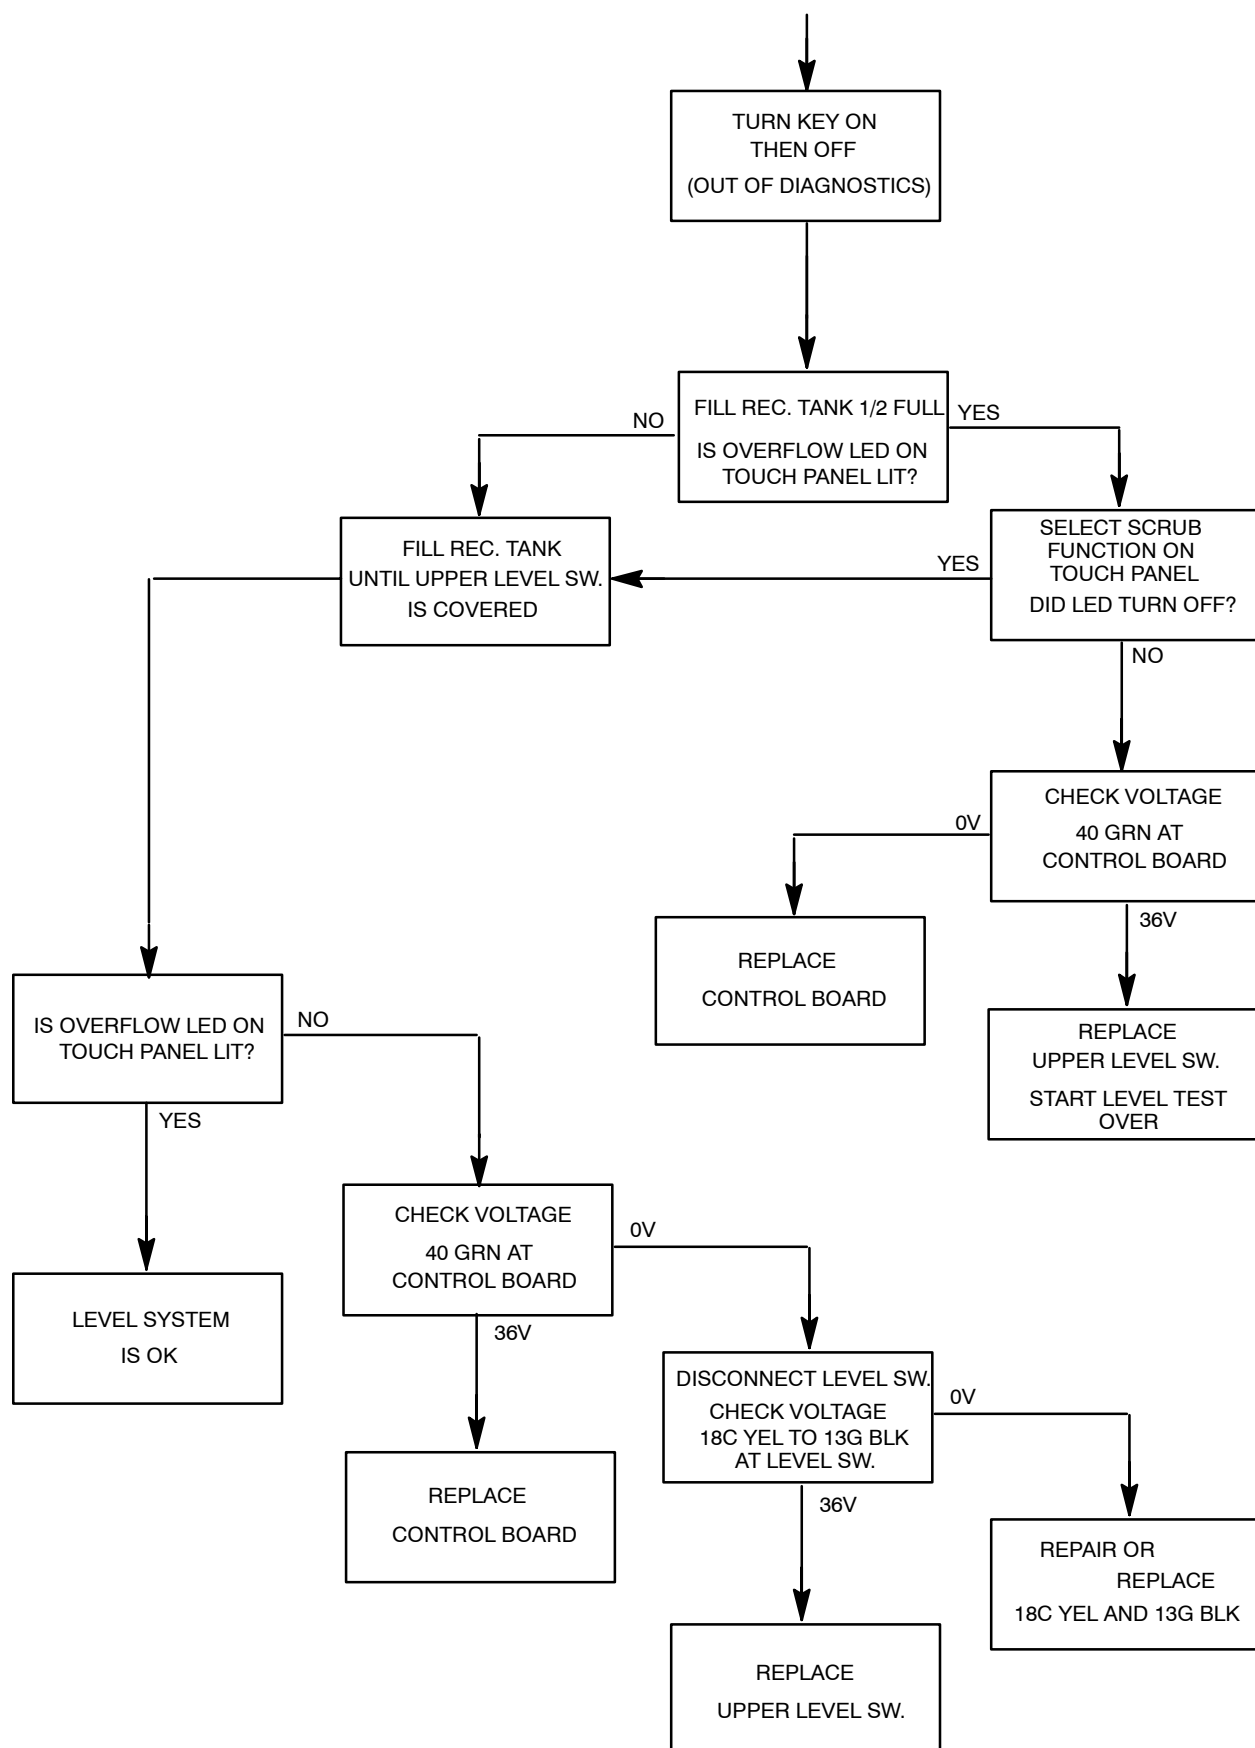 TURN KEY ON
THEN OFF
(OUT OF DIAGNOSTICS)
FILL REC. TANK 1/2 FULL
IS OVERFLOW LED ON
TOUCH PANEL LIT?
NO
YES
FILL REC. TANK
UNTIL UPPER LEVEL SW.
IS COVERED
YES
SELECT SCRUB
FUNCTION ON
TOUCH PANEL
DID LED TURN OFF?
NO
CHECK VOLTAGE
40 GRN AT
CONTROL BOARD
0V
36V
REPLACE
CONTROL BOARD
REPLACE
UPPER LEVEL SW.
START LEVEL TEST
OVER
IS OVERFLOW LED ON
TOUCH PANEL LIT?
NO
YES
LEVEL SYSTEM
IS OK
CHECK VOLTAGE
40 GRN AT
CONTROL BOARD
0V
36V
REPLACE
CONTROL BOARD
DISCONNECT LEVEL SW.
CHECK VOLTAGE
18C YEL TO 13G BLK
AT LEVEL SW.
0V
36V
REPAIR OR
REPLACE
18C YEL AND 13G BLK
REPLACE
UPPER LEVEL SW.